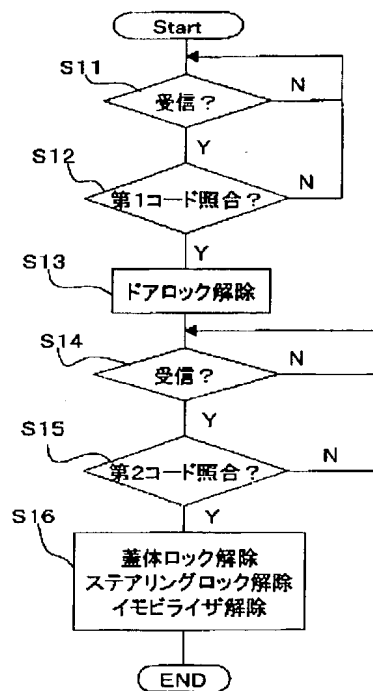 Start
S11
受信？
N
Y
S12
第1コード照合？
N
Y
S13
ドアロック解除
S14
受信？
N
Y
S15
第2コード照合？
N
Y
S16
蓋体ロック解除
ステアリングロック解除
イモビライザ解除
END